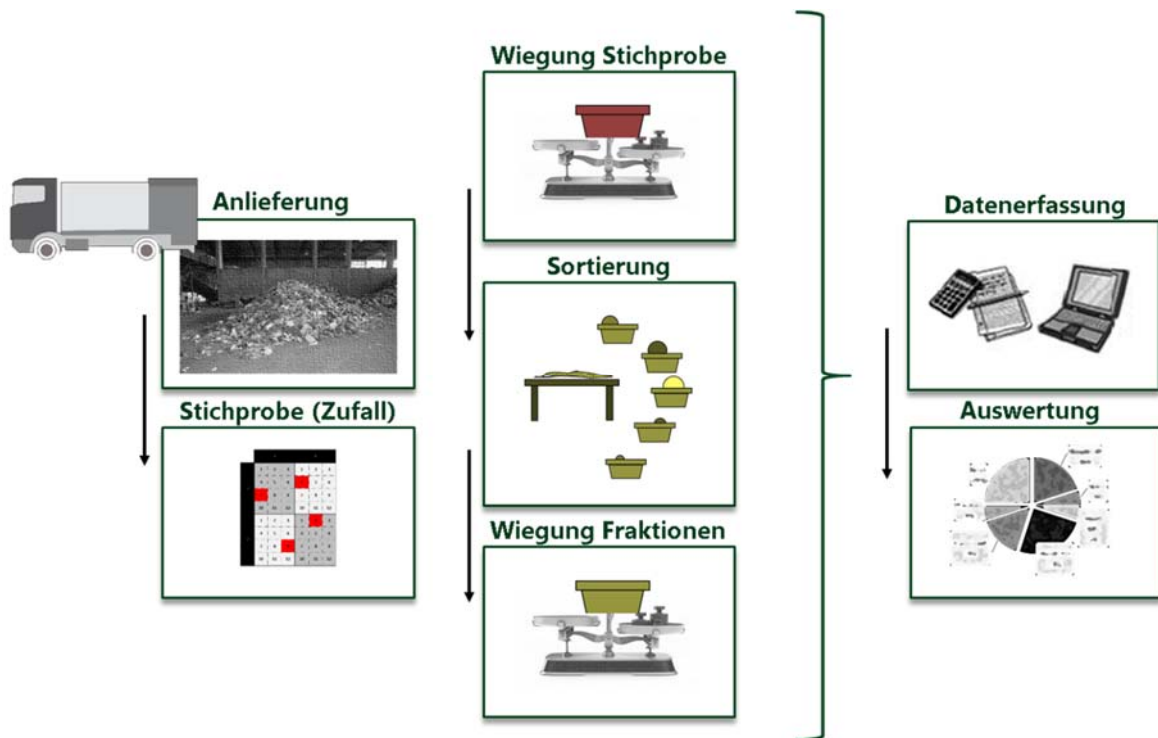 Anlieferung
Stichprobe (Zufall)
Wiegung Stichprobe
Sortierung
Wiegung Fraktionen
Datenerfassung
Auswertung